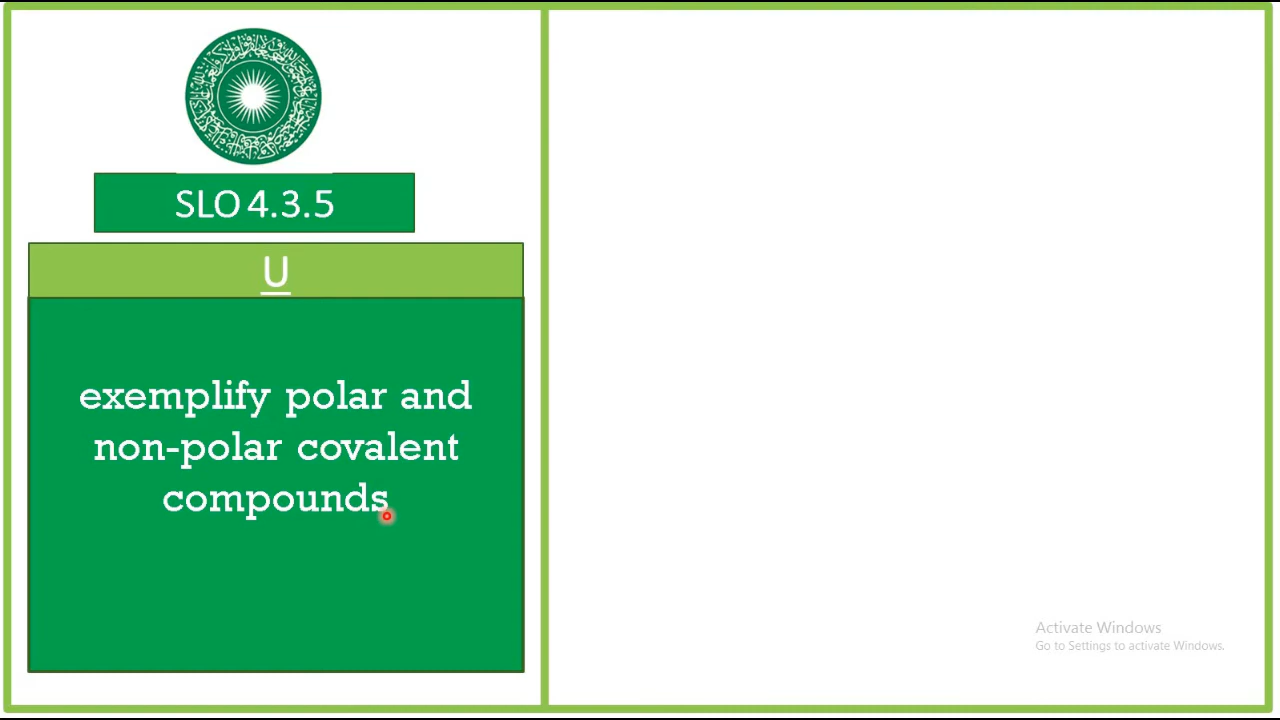 SLO 4.3.5
U
exemplify polar and
non-polar covalent
compounds
Activate Windows
Go to Settings to activate Windows.